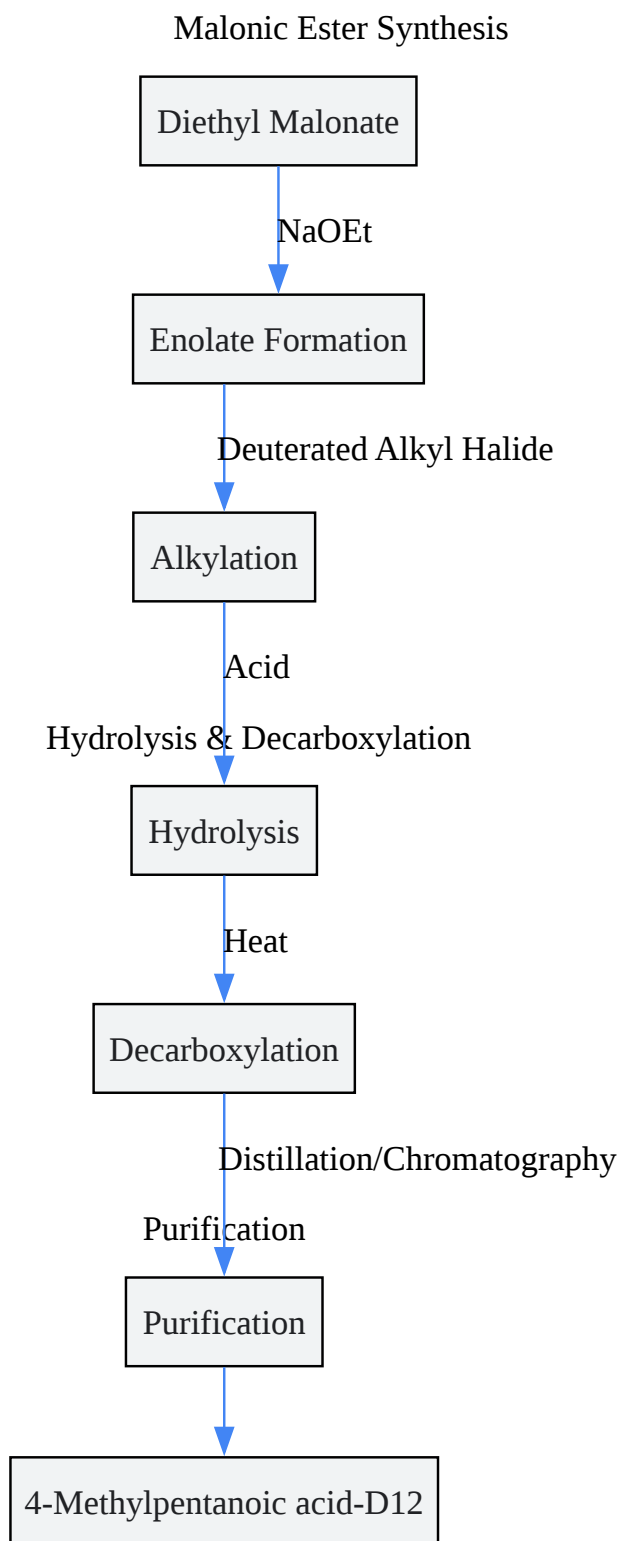 Malonic Ester Synthesis
Diethyl Malonate
NaOEt
Enolate Formation
Deuterated Alkyl Halide
Alkylation
Acid
Hydrolysis & Decarboxylation
Hydrolysis
Heat
Decarboxylation
Distillation/Chromatography
Purification
Purification
4-Methylpentanoic acid-D12